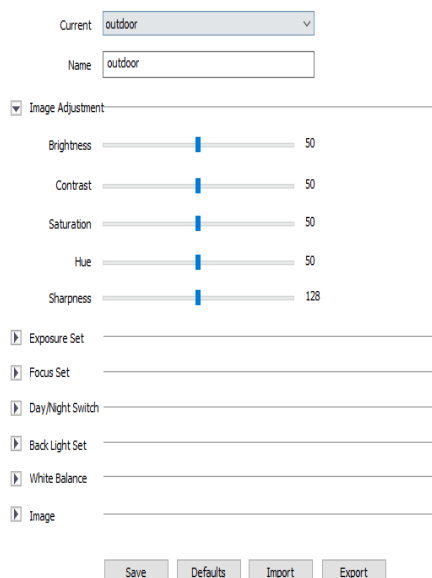 Current outdoor
Name outdoor
Image Adjustment
Brightness 50
Contrast 50
Saturation 50
Hue 50
Sharpness 128
Exposure Set
Focus Set
Day/Night Switch
Back Light Set
White Balance
Image
Save Defaults Import Export